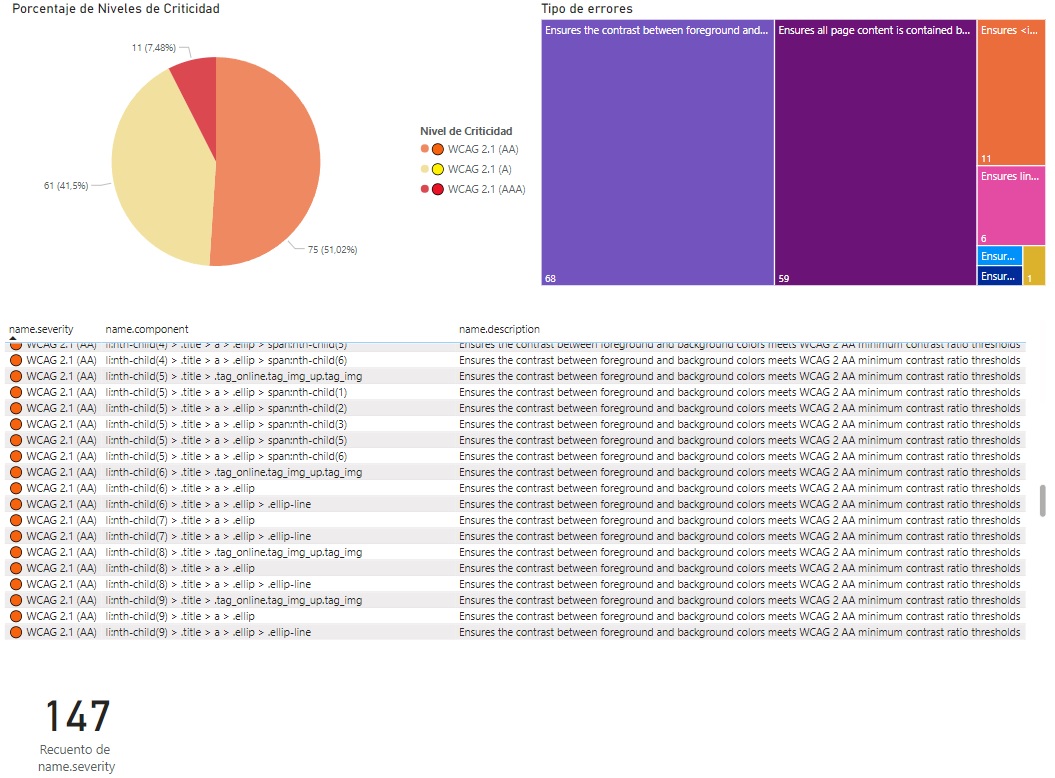 Porcentaje de Niveles de Criticidad
11 (7,48%)
61 (41,5%)
75 (51,02%)
Nivel de Criticidad
WCAG 2.1 (AA)
WCAG 2.1 (A)
WCAG 2.1 (AAA)
Tipo de errores
Ensures the contrast between foreground and...
68
Ensures all page content is contained b...
59
Ensures <i...
11
Ensures lin...
6
Ensur...
Ensur...
1
name.severity name.component name.description
WCAG 2.1 (AA) li:nth-child(4) > .title > a > .ellip > span:nth-child(5) Ensures the contrast between foreground and background colors meets WCAG 2 AA minimum contrast ratio thresholds
WCAG 2.1 (AA) li:nth-child(4) > .title > a > .ellip > span:nth-child(6) Ensures the contrast between foreground and background colors meets WCAG 2 AA minimum contrast ratio thresholds
WCAG 2.1 (AA) li:nth-child(5) > .title > .tag_online.tag_img_up.tag_img Ensures the contrast between foreground and background colors meets WCAG 2 AA minimum contrast ratio thresholds
WCAG 2.1 (AA) li:nth-child(5) > .title > a > .ellip > span:nth-child(1) Ensures the contrast between foreground and background colors meets WCAG 2 AA minimum contrast ratio thresholds
WCAG 2.1 (AA) li:nth-child(5) > .title > a > .ellip > span:nth-child(2) Ensures the contrast between foreground and background colors meets WCAG 2 AA minimum contrast ratio thresholds
WCAG 2.1 (AA) li:nth-child(5) > .title > a > .ellip > span:nth-child(3) Ensures the contrast between foreground and background colors meets WCAG 2 AA minimum contrast ratio thresholds
WCAG 2.1 (AA) li:nth-child(5) > .title > a > .ellip > span:nth-child(5) Ensures the contrast between foreground and background colors meets WCAG 2 AA minimum contrast ratio thresholds
WCAG 2.1 (AA) li:nth-child(5) > .title > a > .ellip > span:nth-child(6) Ensures the contrast between foreground and background colors meets WCAG 2 AA minimum contrast ratio thresholds
WCAG 2.1 (AA) li:nth-child(6) > .title > .tag_online.tag_img_up.tag_img Ensures the contrast between foreground and background colors meets WCAG 2 AA minimum contrast ratio thresholds
WCAG 2.1 (AA) li:nth-child(6) > .title > a > .ellip Ensures the contrast between foreground and background colors meets WCAG 2 AA minimum contrast ratio thresholds
WCAG 2.1 (AA) li:nth-child(6) > .title > a > .ellip > .ellip-line Ensures the contrast between foreground and background colors meets WCAG 2 AA minimum contrast ratio thresholds
WCAG 2.1 (AA) li:nth-child(7) > .title > a > .ellip Ensures the contrast between foreground and background colors meets WCAG 2 AA minimum contrast ratio thresholds
WCAG 2.1 (AA) li:nth-child(7) > .title > a > .ellip > .ellip-line Ensures the contrast between foreground and background colors meets WCAG 2 AA minimum contrast ratio thresholds
WCAG 2.1 (AA) li:nth-child(8) > .title > .tag_online.tag_img_up.tag_img Ensures the contrast between foreground and background colors meets WCAG 2 AA minimum contrast ratio thresholds
WCAG 2.1 (AA) li:nth-child(8) > .title > a > .ellip Ensures the contrast between foreground and background colors meets WCAG 2 AA minimum contrast ratio thresholds
WCAG 2.1 (AA) li:nth-child(8) > .title > a > .ellip > .ellip-line Ensures the contrast between foreground and background colors meets WCAG 2 AA minimum contrast ratio thresholds
WCAG 2.1 (AA) li:nth-child(9) > .title > .tag_online.tag_img_up.tag_img Ensures the contrast between foreground and background colors meets WCAG 2 AA minimum contrast ratio thresholds
WCAG 2.1 (AA) li:nth-child(9) > .title > a > .ellip Ensures the contrast between foreground and background colors meets WCAG 2 AA minimum contrast ratio thresholds
WCAG 2.1 (AA) li:nth-child(9) > .title > a > .ellip > .ellip-line Ensures the contrast between foreground and background colors meets WCAG 2 AA minimum contrast ratio thresholds
147
Recuento de
name.severity